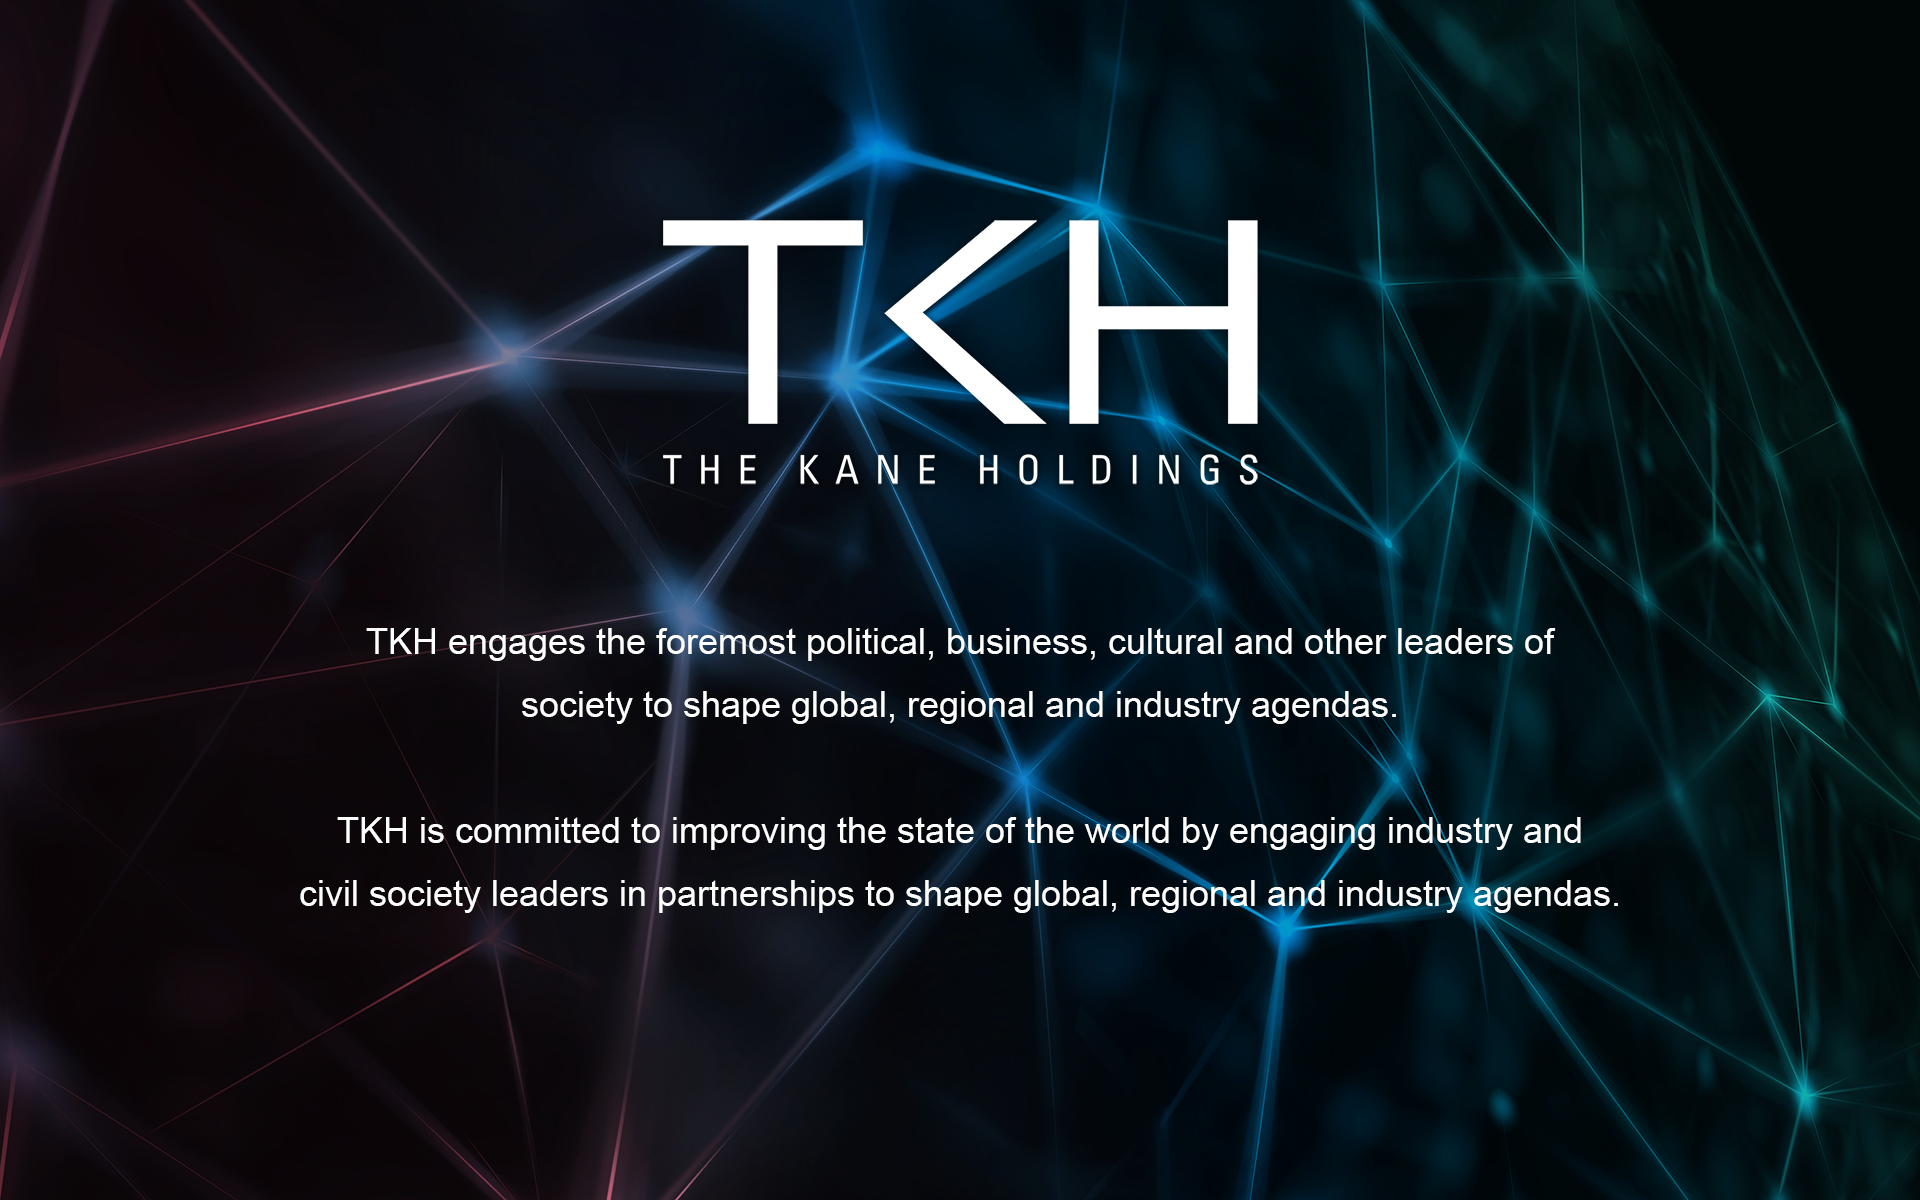 TKH
THE KANE HOLDINGS
TKH engages the foremost political, business, cultural and other leaders of
society to shape global, regional and industry agendas.
TKH is committed to improving the state of the world by engaging industry and
civil society leaders in partnerships to shape global, regional and industry agendas.